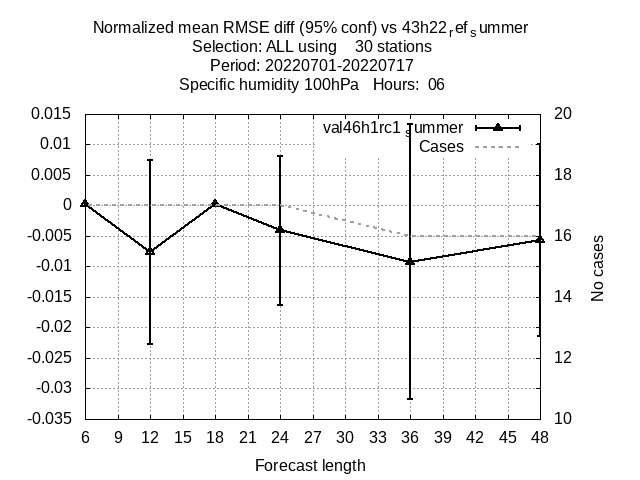 Normalized mean RMSE diff (95% conf) vs 43h22refsummer
Selection: ALL using 30 stations
Period: 20220701-20220717
Specific humidity 100hPa Hours: 06
val46h1rc1 summer
Cases
0.015
0.01
0.005
0
-0.005
-0.01
-0.015
-0.02
-0.025
-0.03
-0.035
20
18
16
14
12
10
No cases
6 9 12 15 18 21 24 27 30 33 36 39 42 45 48
Forecast length